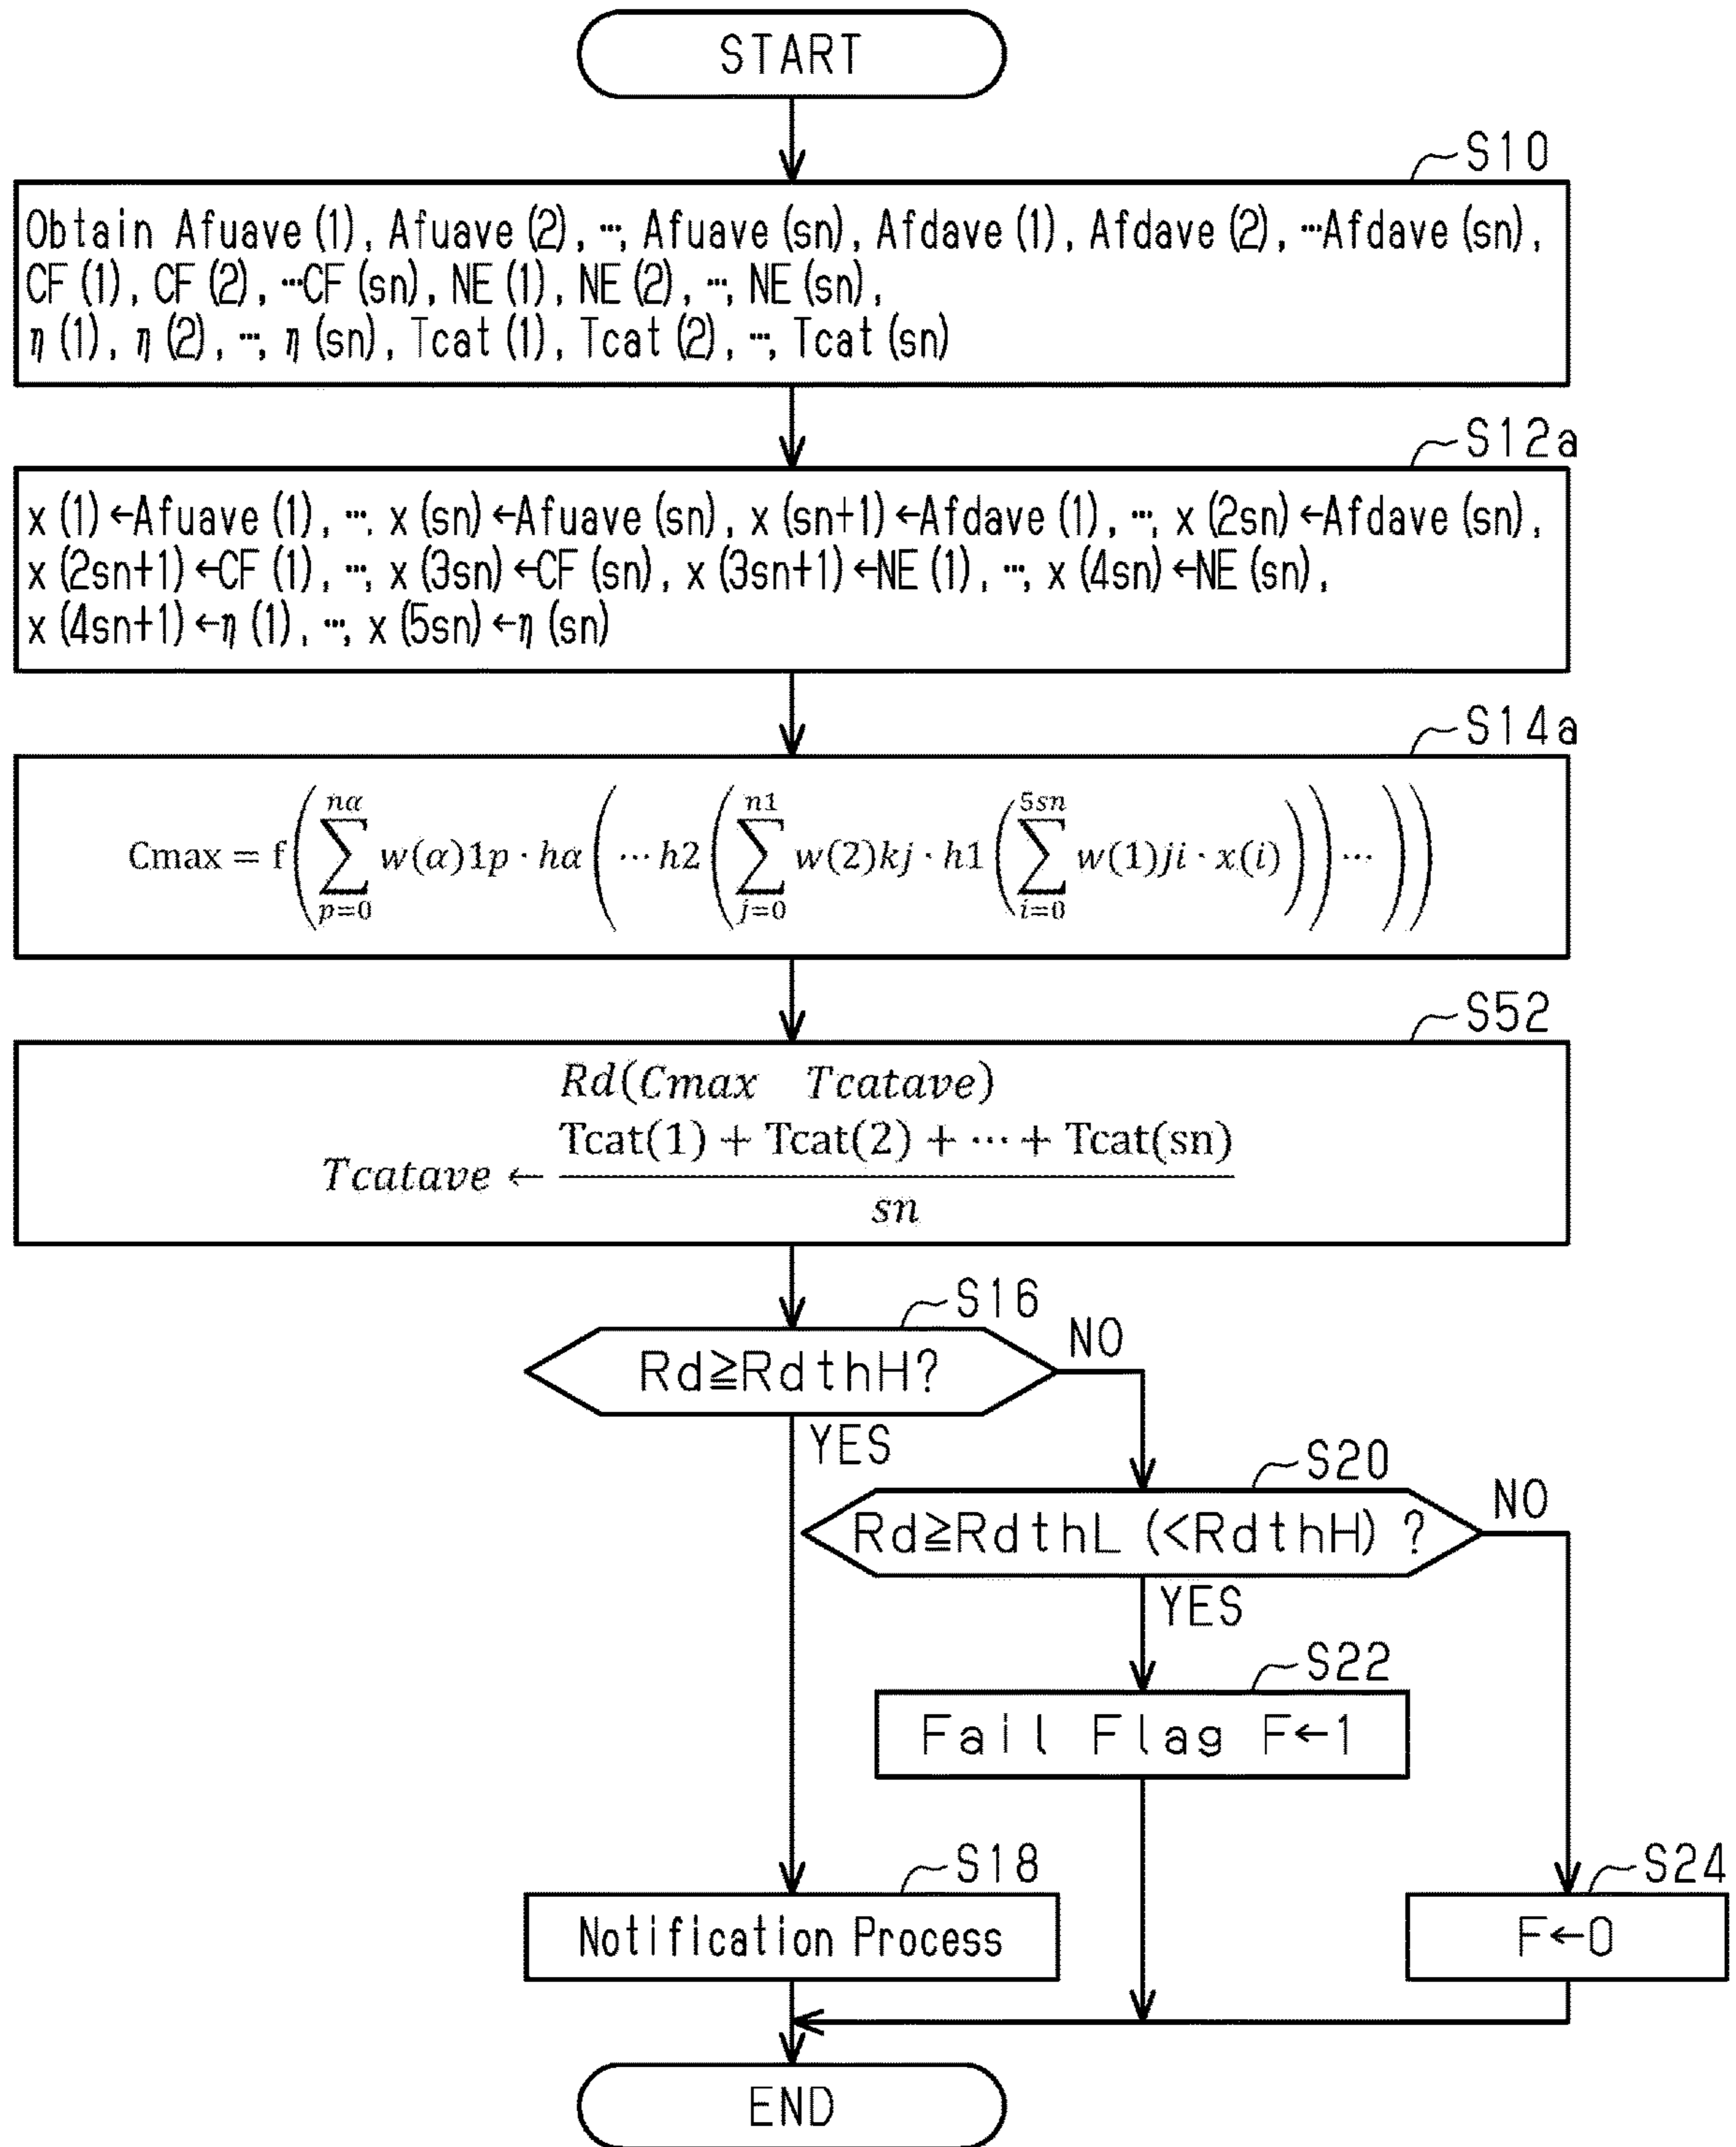 START
S10
Obtain Afuave (1), Afuave (2), …, Afuave (sn), Afdave (1), Afdave (2), …Afdave (sn),
CF (1), CF (2), …CF (sn), NE (1), NE (2), …, NE (sn),
η (1), η (2), …, η (sn), Tcat (1), Tcat (2), …, Tcat (sn)
S12a
x (1) ←Afuave (1), …, x (sn) ←Afuave (sn), x (sn+1) ←Afdave (1), …, x (2sn) ←Afdave (sn),
x (2sn+1) ←CF (1), …, x (3sn) ←CF (sn), x (3sn+1) ←NE (1), …, x (4sn) ←NE (sn),
x (4sn+1) ←η (1), …, x (5sn) ←η (sn)
S14a
Cmax = f(∑_{p=0}^{nα} w(α)1p · hα(… h2(∑_{j=0}^{n1} w(2)kj · h1(∑_{i=0}^{5sn} w(1)ji · x(i)))…))
S52
Rd(Cmax Tcatave)
Tcat(1) + Tcat(2) + ⋯ + Tcat(sn)
Tcatave ←
sn
S16
Rd≧RdthH?
NO
YES
S20
Rd≧RdthL (<RdthH) ?
NO
YES
S22
Fail Flag F←1
S18
Notification Process
S24
F←0
END